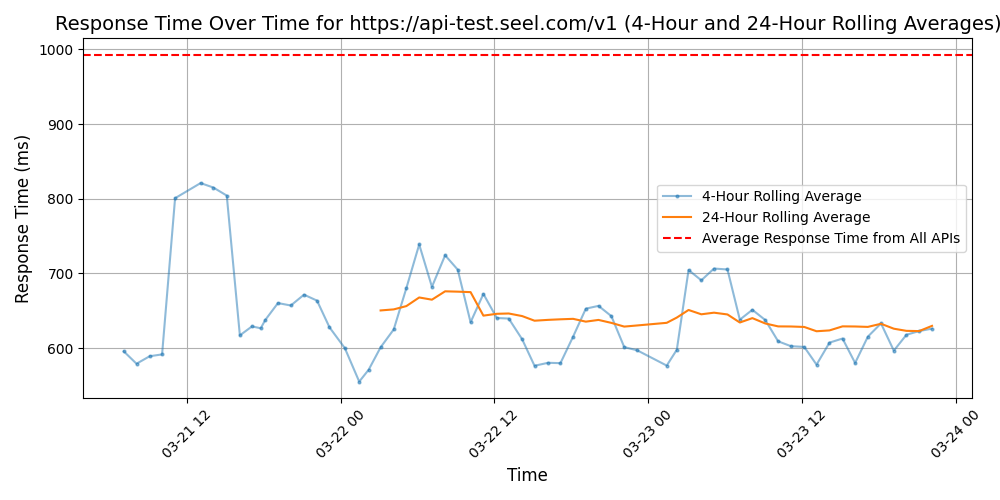 Response Time Over Time for https://api-test.seel.com/v1 (4-Hour and 24-Hour Rolling Averages)
Response Time (ms)
1000
900
800
700
600
4-Hour Rolling Average
24-Hour Rolling Average
Average Response Time from All APIs
03-21 12
03-22 00
03-22 12
03-23 00
03-23 12
03-24 00
Time